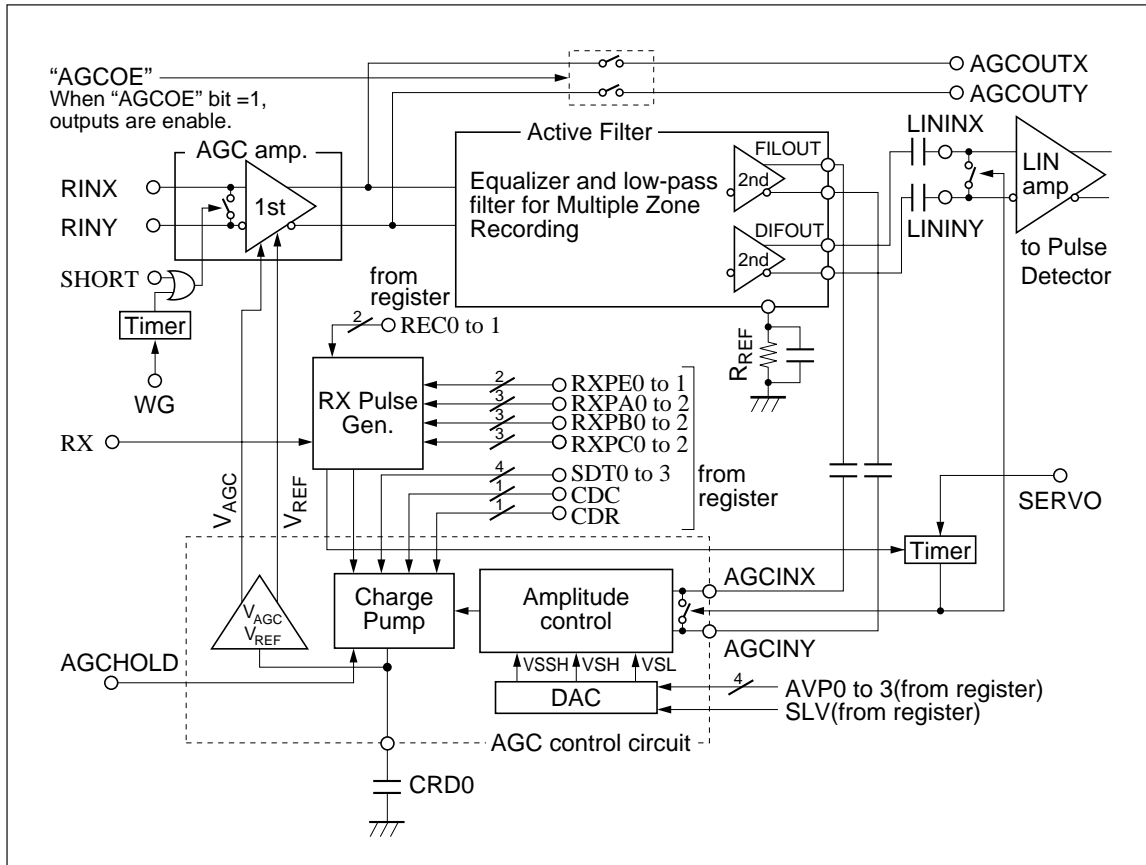 “AGCOE”
When “AGCOE” bit =1,
outputs are enable.
AGCOUTX
AGCOUTY
AGC amp.
RINX
RINY
1st
Active Filter
Equalizer and low-pass
filter for Multiple Zone
Recording
FILOUT
2nd
DIFOUT
2nd
LININX
LININY
LIN
amp
to Pulse
Detector
SHORT
Timer
WG
from
register
2
REC0 to 1
RREF
RX Pulse
Gen.
2
RXPE0 to 1
3
RXPA0 to 2
3
RXPB0 to 2
3
RXPC0 to 2
RX
4
SDT0 to 3
1
CDC
1
CDR
from
register
VAGC
VREF
SERVO
Timer
VAGC
VREF
Charge
Pump
Amplitude
control
AGCINX
AGCINY
AGCHOLD
VSSH
VSH
VSL
DAC
4
AVP0 to 3(from register)
SLV(from register)
AGC control circuit
CRD0